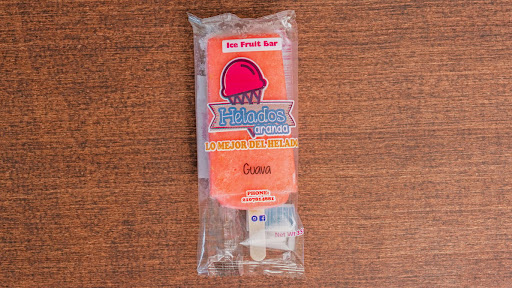 Ice Fruit Bar
Helados
aranda
LO MEJOR DEL HELADO
Guava
PHONE: